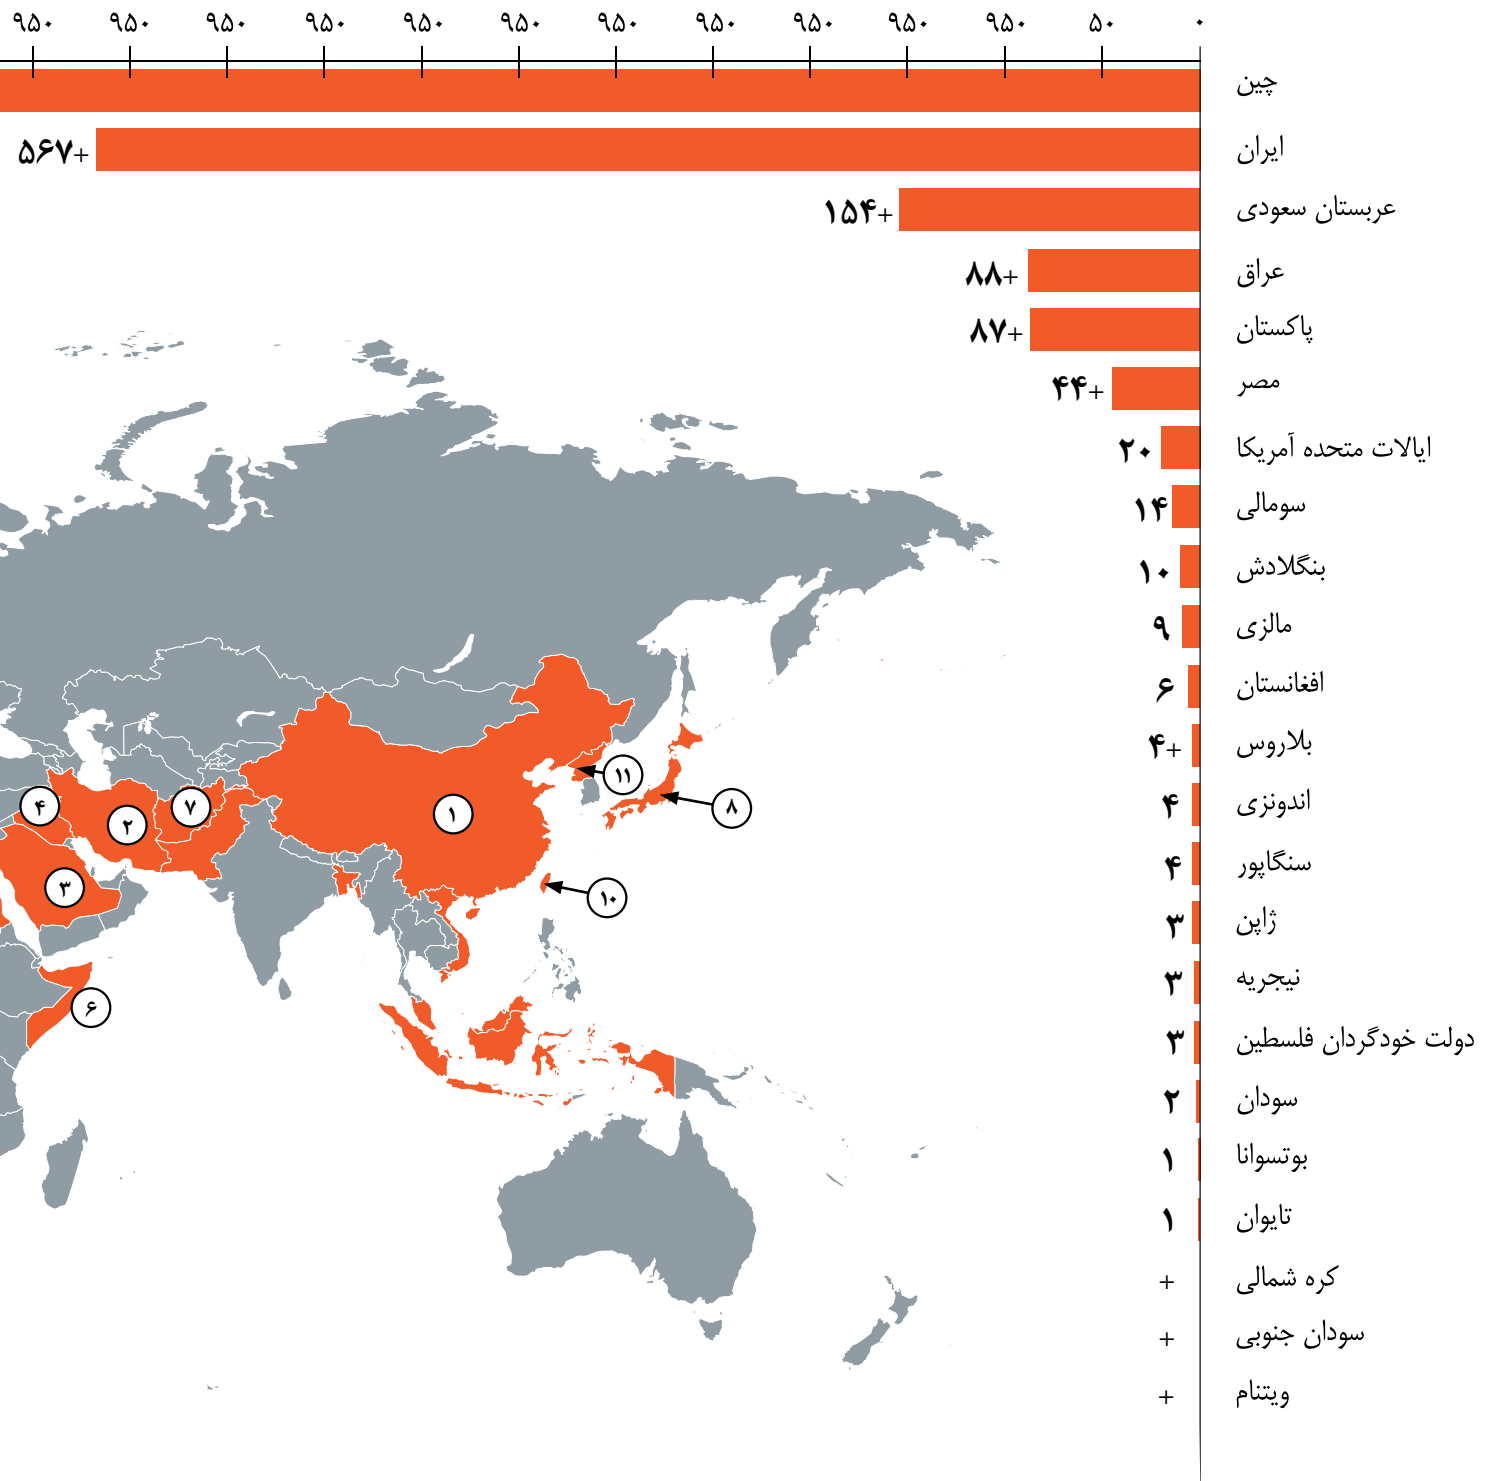 ۰ ۵۰ ۹۵۰ ۹۵۰ ۹۵۰ ۹۵۰ ۹۵۰ ۹۵۰ ۹۵۰ ۹۵۰ ۹۵۰ ۹۵۰ ۹۵۰
چین
ایران ۵۶۷+
عربستان سعودی ۱۵۴+
عراق ۸۸+
پاکستان ۸۷+
مصر ۴۴+
ایالات متحده آمریکا ۲۰
سومالی ۱۴
بنگلادش ۱۰
مالزی ۹
افغانستان ۶
بلاروس ۴+
اندونزی ۴
سنگاپور ۴
ژاپن ۳
نیجریه ۳
دولت خودگردان فلسطین ۳
سودان ۲
بوتسوانا ۱
تایوان ۱
کره شمالی +
سودان جنوبی +
ویتنام +
۱۱
۸
۱
۷
۲
۴
۳
۱۰
۶